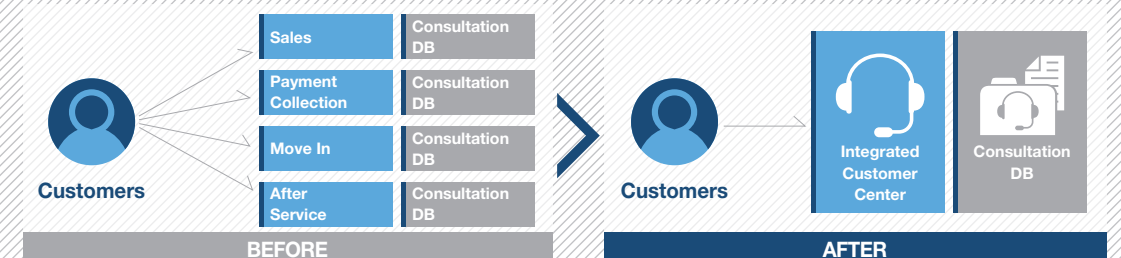 Customers
Sales
Consultation
DB
Payment
Collection
Consultation
DB
Move In
Consultation
DB
After
Service
Consultation
DB
BEFORE
Customers
Integrated
Customer
Center
Consultation
DB
AFTER